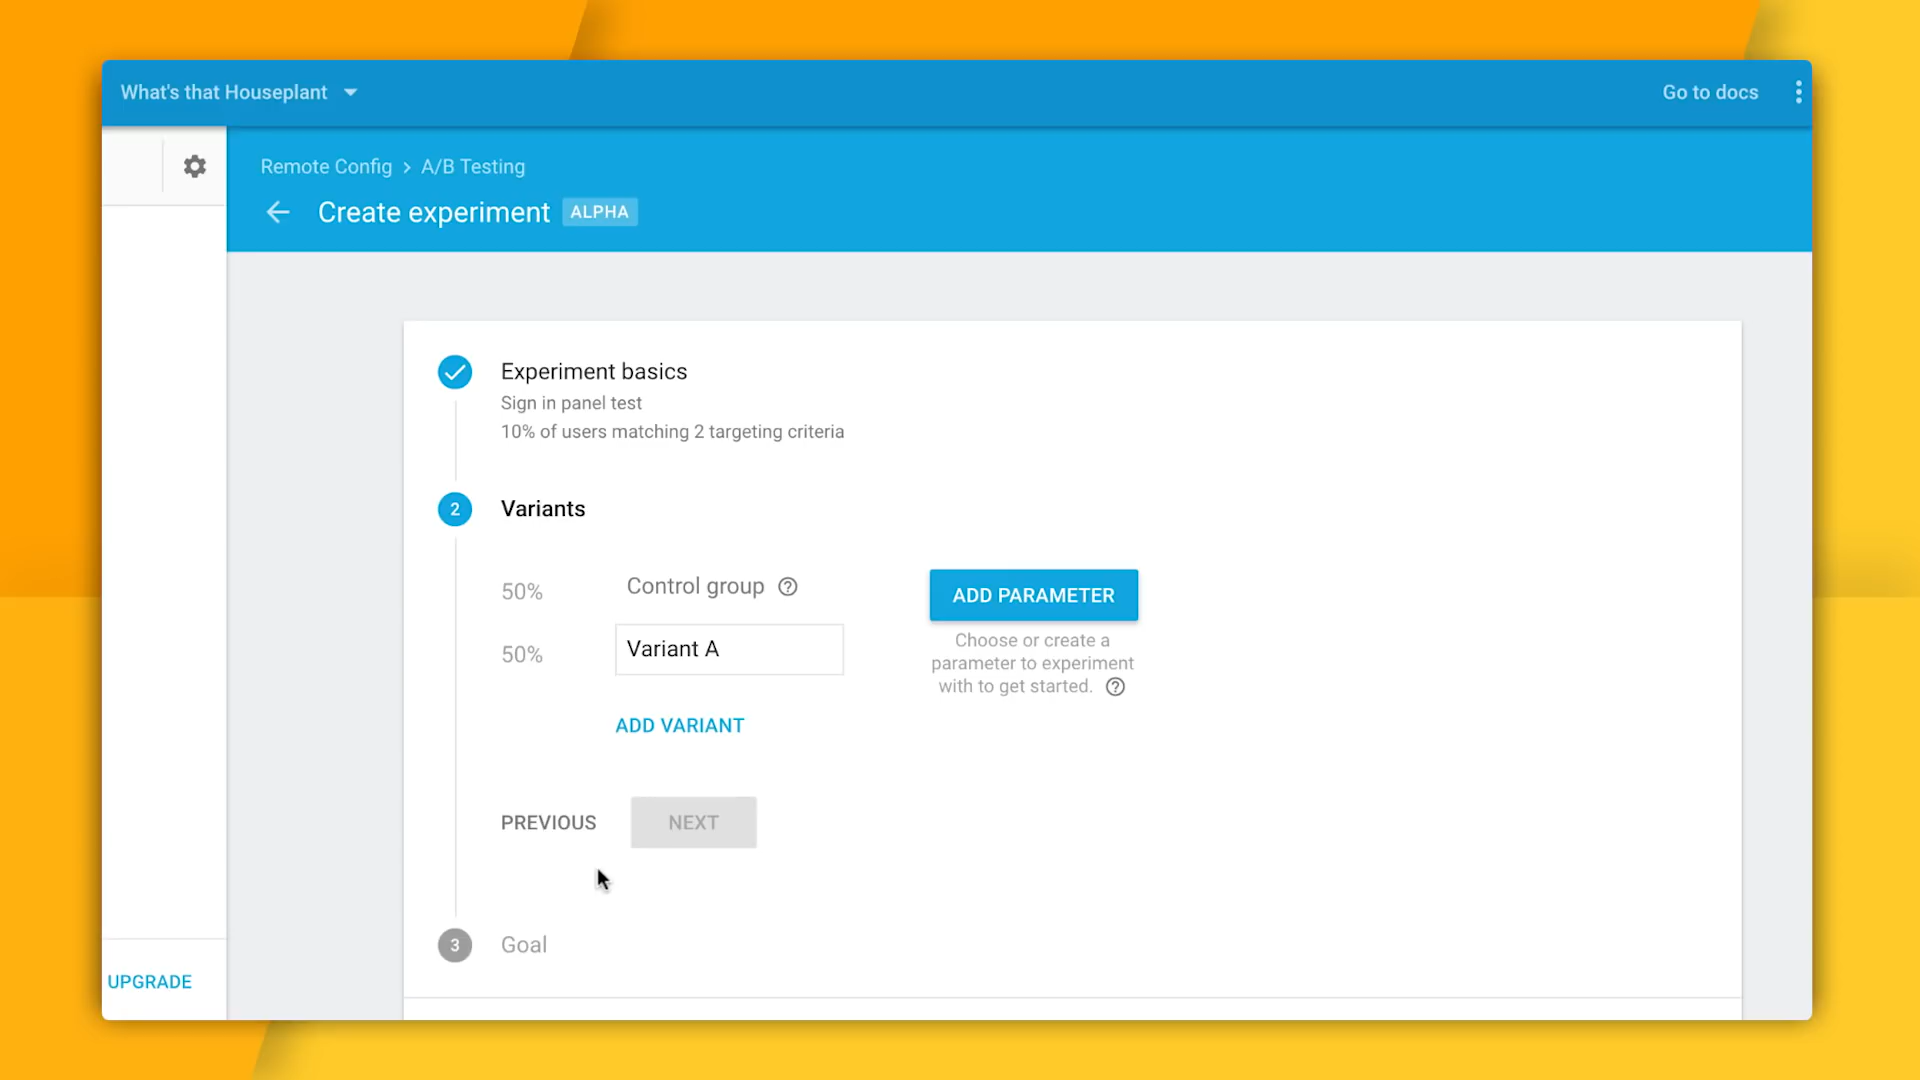 What's that Houseplant
Go to docs
Remote Config > A/B Testing
Create experiment ALPHA
Experiment basics
Sign in panel test
10% of users matching 2 targeting criteria
2 Variants
50% Control group
ADD PARAMETER
50% Variant A
Choose or create a
parameter to experiment
with to get started.
ADD VARIANT
PREVIOUS NEXT
3 Goal
UPGRADE